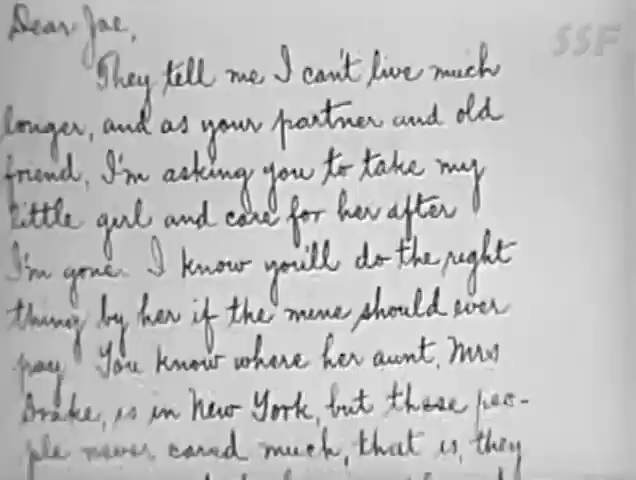 SSF
Dear Joe,
They tell me I can't live much
longer, and as your partner and old
friend, I'm asking you to take my
little girl and care for her after
I'm gone. I know you'll do the right
thing by her if the mine should ever
pay. You know where her aunt, Mrs
Drake, is in New York, but those peo-
ple never cared much, that is, they